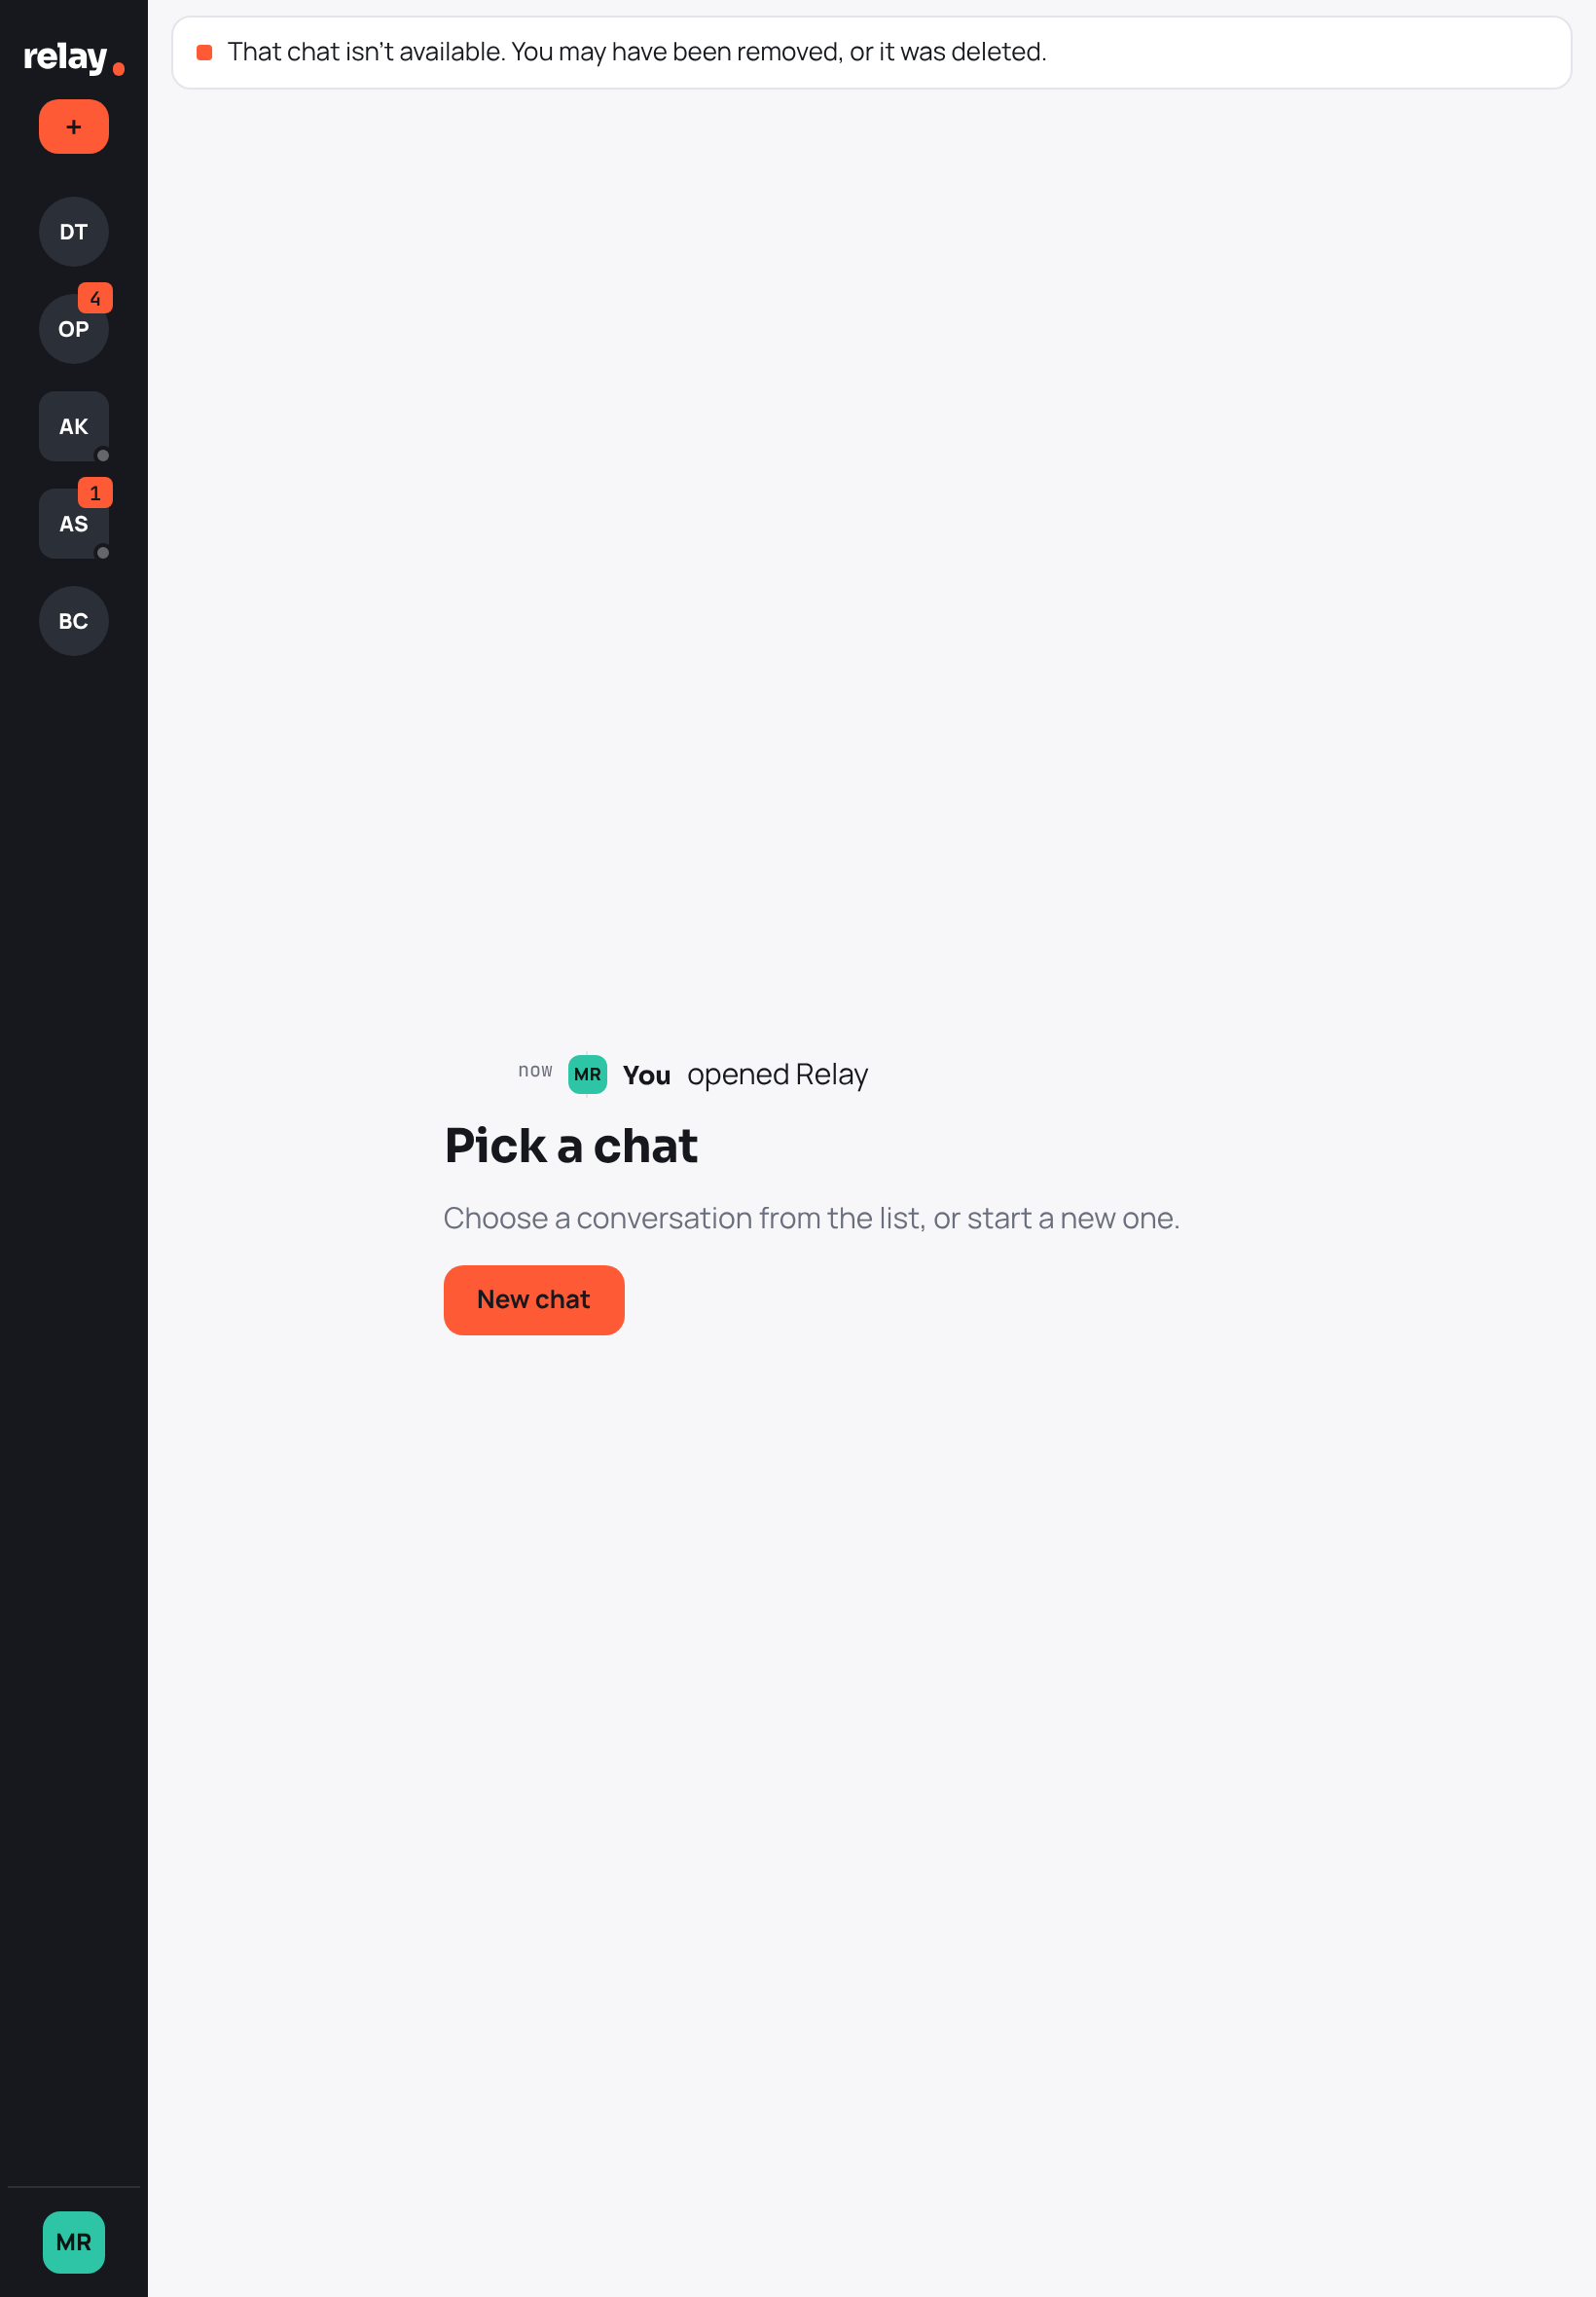 relay.
+
DT
4
OP
AK
1
AS
BC
MR
That chat isn't available. You may have been removed, or it was deleted.
now MR You opened Relay
Pick a chat
Choose a conversation from the list, or start a new one.
New chat